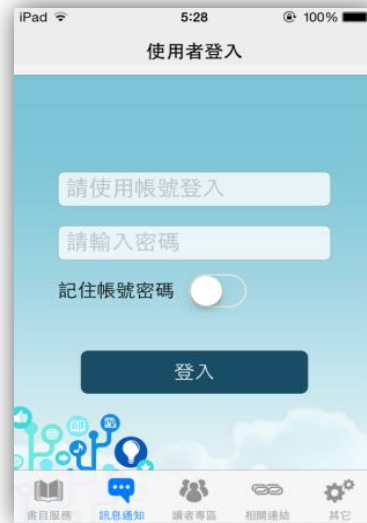 iPad 5:28 100%
使用者登入
請使用帳號登入
請輸入密碼
記住帳號密碼
登入
書目服務 訊息通知 讀者專區 相關連結 其它